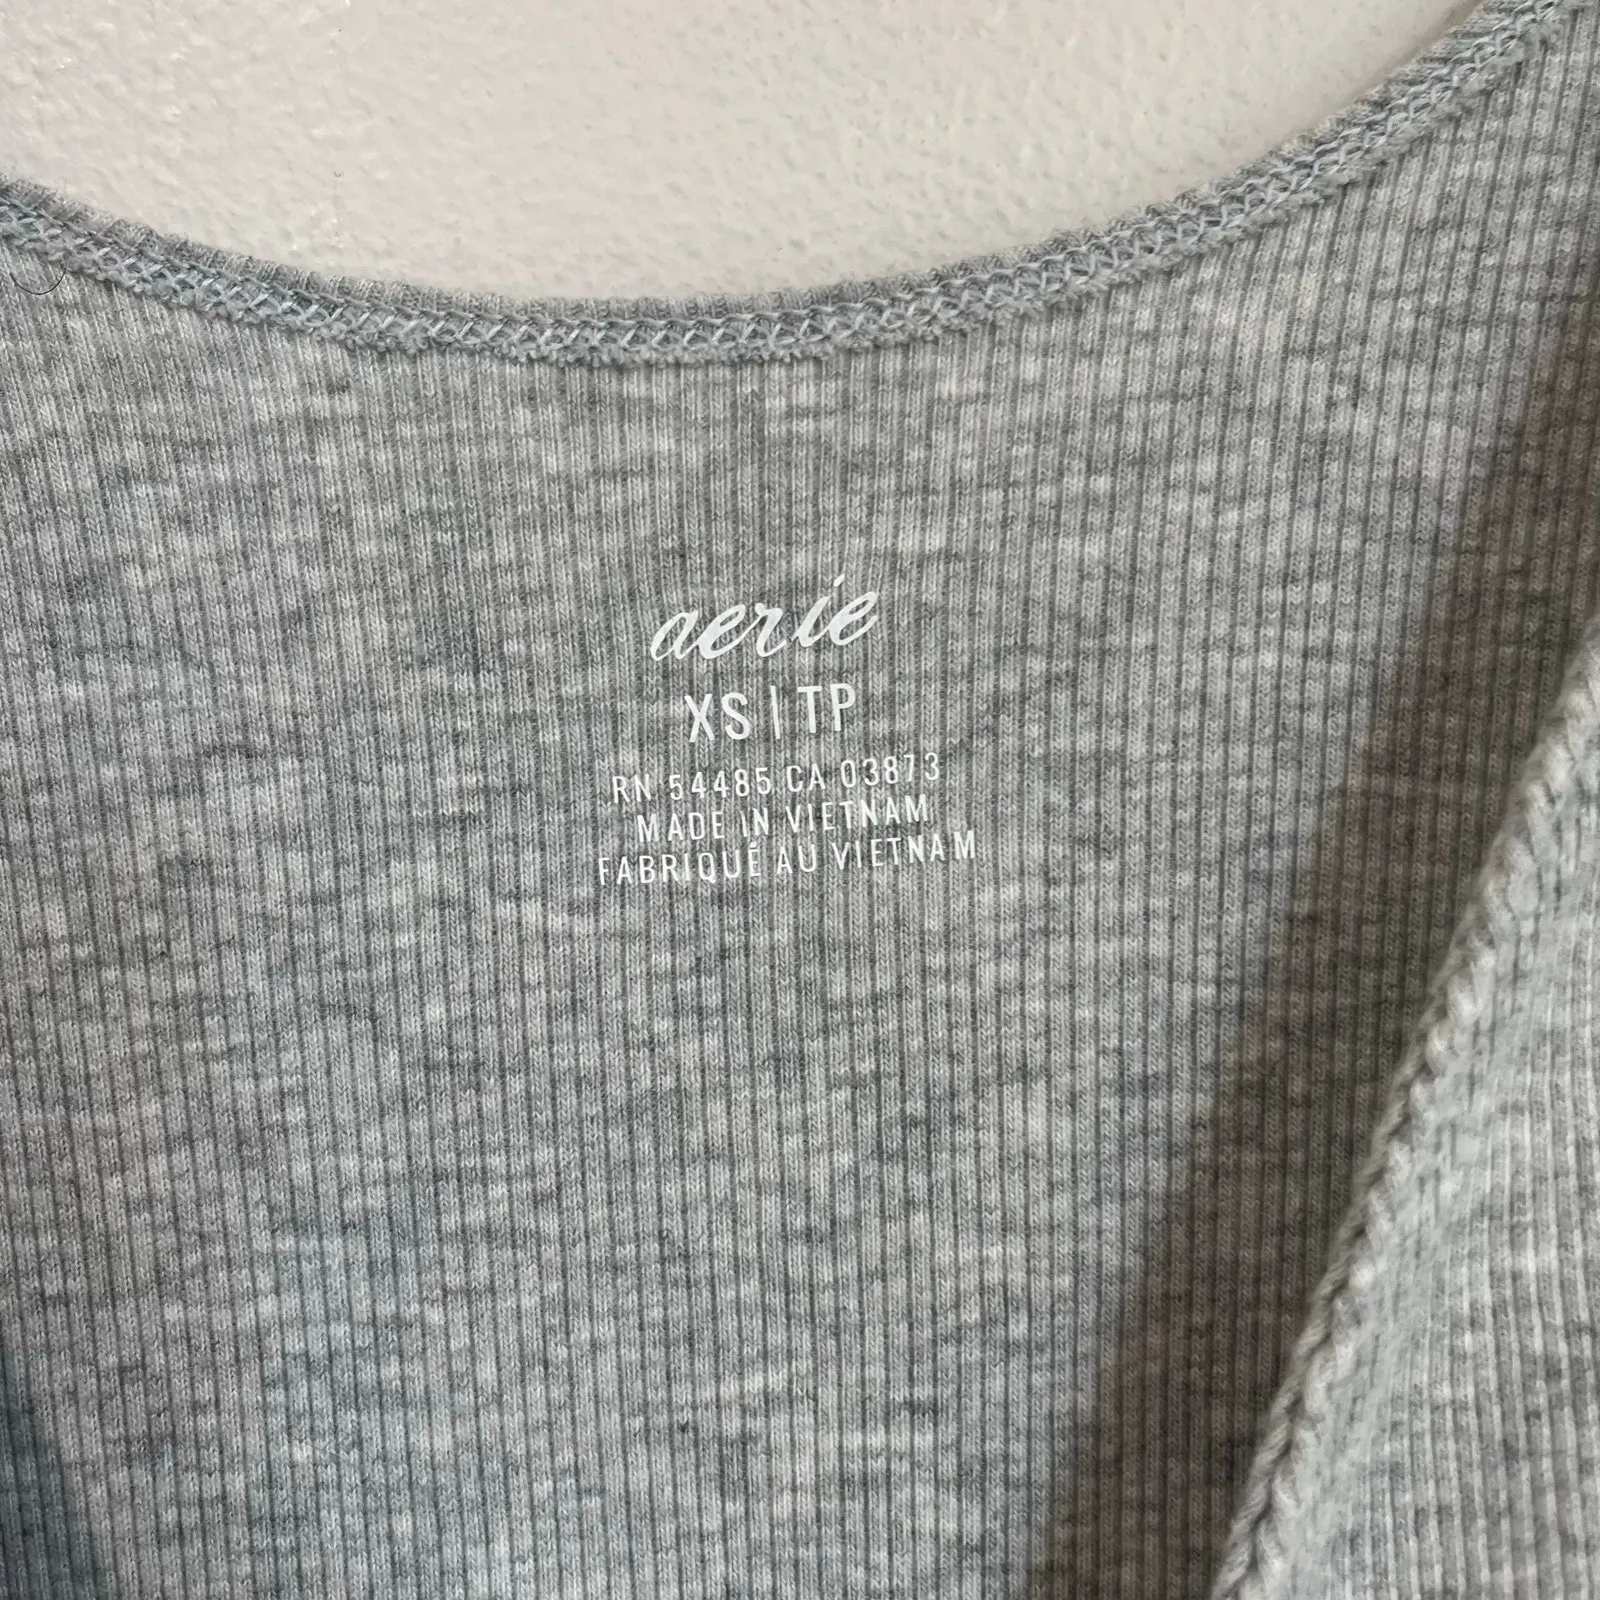 aerie
XS | TP
RN 54485 CA 03873
MADE IN VIETNAM
FABRIQUÉ AU VIETNAM